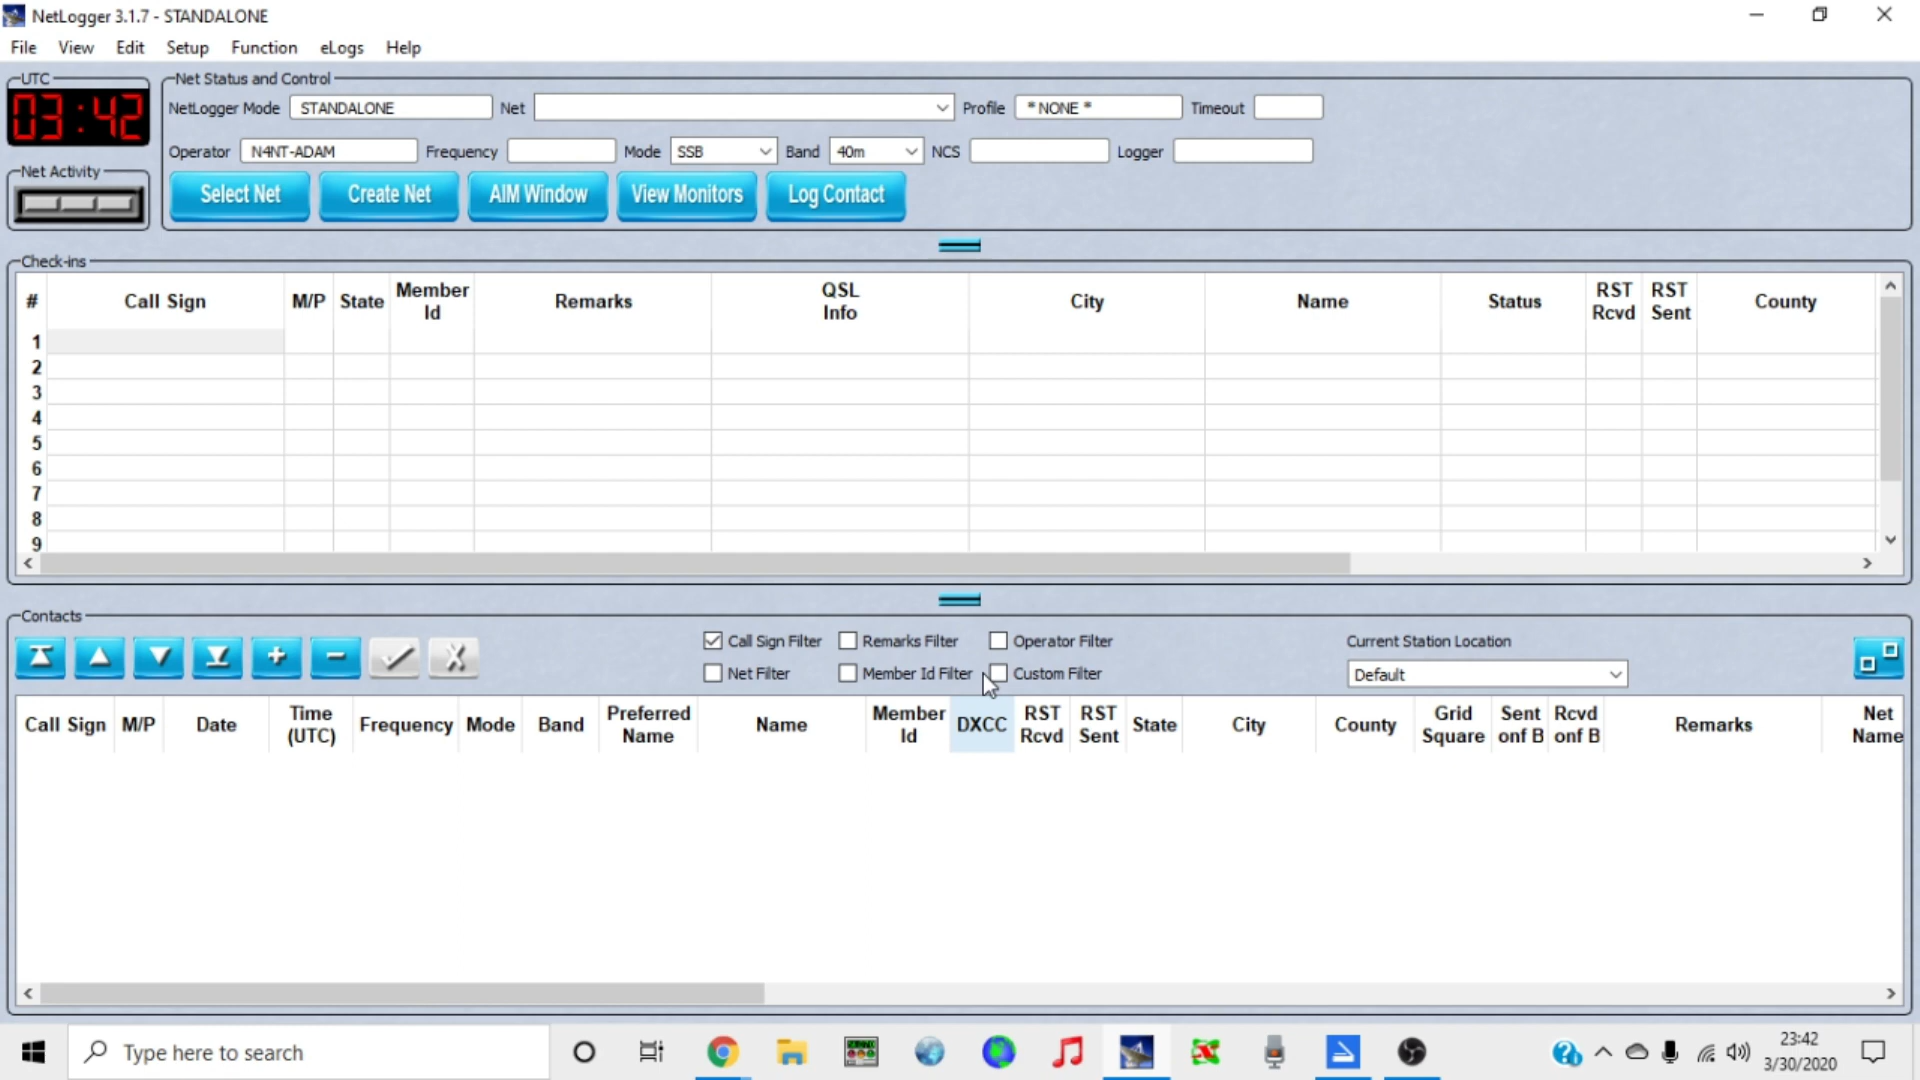 NetLogger 3.1.7 - STANDALONE
File View Edit Setup Function eLogs Help
UTC
03:42
Net Status and Control
NetLogger Mode STANDALONE Net Profile * NONE * Timeout
Operator N4NT-ADAM Frequency Mode SSB Band 40m NCS Logger
Net Activity
Select Net Create Net AIM Window View Monitors Log Contact
Check-ins
# Call Sign M/P State Member Id Remarks QSL Info City Name Status RST Rcvd RST Sent County
1
2
3
4
5
6
7
8
9
Contacts
Call Sign Filter Remarks Filter Operator Filter Current Station Location
Net Filter Member Id Filter Custom Filter Default
Call Sign M/P Date Time (UTC) Frequency Mode Band Preferred Name Name Member Id DXCC RST Rcvd RST Sent State City County Grid Square Sent onf B Rcvd onf B Remarks Net Name
Type here to search
23:42
3/30/2020